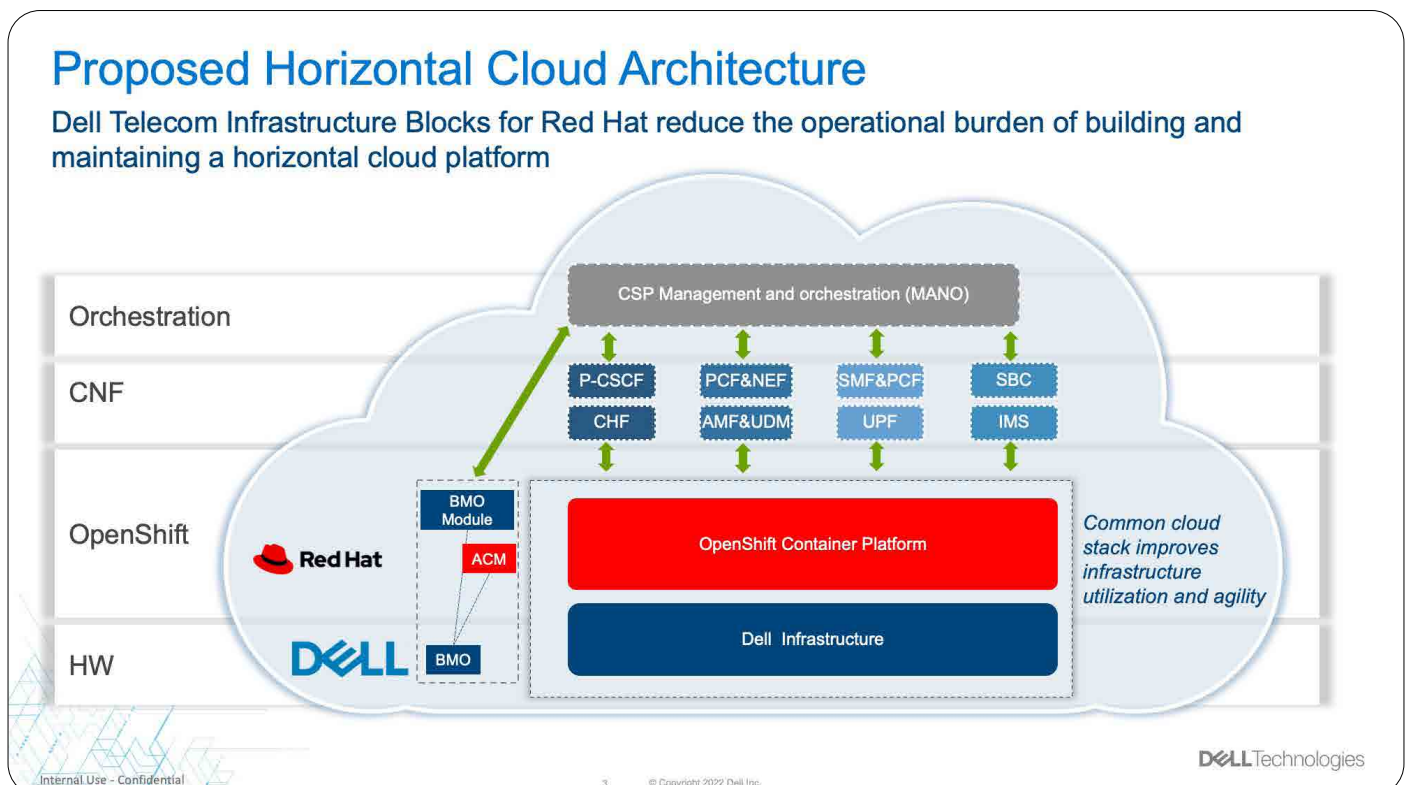 Proposed Horizontal Cloud Architecture
Dell Telecom Infrastructure Blocks for Red Hat reduce the operational burden of building and
maintaining a horizontal cloud platform
Orchestration
CSP Management and orchestration (MANO)
CNF
P-CSCF
PCF&NEF
SMF&PCF
SBC
CHF
AMF&UDM
UPF
IMS
OpenShift
Red Hat
BMO
Module
ACM
OpenShift Container Platform
Common cloud
stack improves
infrastructure
utilization and agility
HW
DELL
BMO
Dell Infrastructure
DELLTechnologies
Internal Use - Confidential
3
© Copyright 2022 Dell Inc.